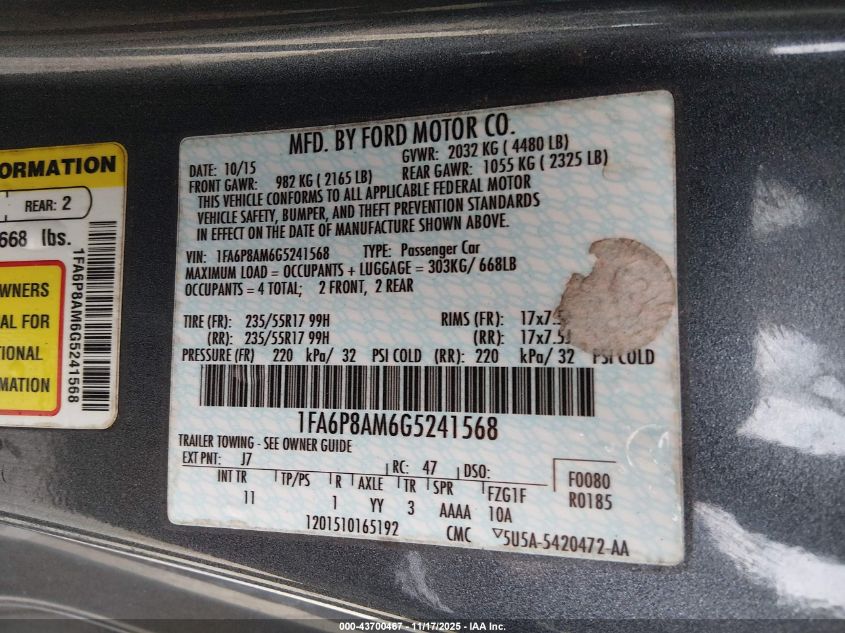 ORMATION
REAR: 2
668 lbs.
WNERS
AL FOR
IONAL
MATION
1FA6P8AM6G5241568
MFD. BY FORD MOTOR CO.
DATE: 10/15 GVWR: 2032 KG ( 4480 LB)
FRONT GAWR: 982 KG ( 2165 LB) REAR GAWR: 1055 KG ( 2325 LB)
THIS VEHICLE CONFORMS TO ALL APPLICABLE FEDERAL MOTOR
VEHICLE SAFETY, BUMPER, AND THEFT PREVENTION STANDARDS
IN EFFECT ON THE DATE OF MANUFACTURE SHOWN ABOVE.
VIN: 1FA6P8AM6G5241568 TYPE: Passenger Car
MAXIMUM LOAD = OCCUPANTS + LUGGAGE = 303KG/ 668LB
OCCUPANTS = 4 TOTAL; 2 FRONT, 2 REAR
TIRE (FR): 235/55R17 99H RIMS (FR): 17x7.5
(RR): 235/55R17 99H (RR): 17x7.5J
PRESSURE (FR) 220 kPa/ 32 PSI COLD (RR): 220 kPa/ 32 PSI COLD
1FA6P8AM6G5241568
TRAILER TOWING - SEE OWNER GUIDE
EXT PNT: J7 RC: 47 DSO: F0080
INT TR TP/PS R AXLE TR SPR FZG1F R0185
11 1 YY 3 AAAA 10A
1201510165192 CMC ▽5U5A-5420472-AA
000-43700467 - 11/17/2025 - IAA Inc.